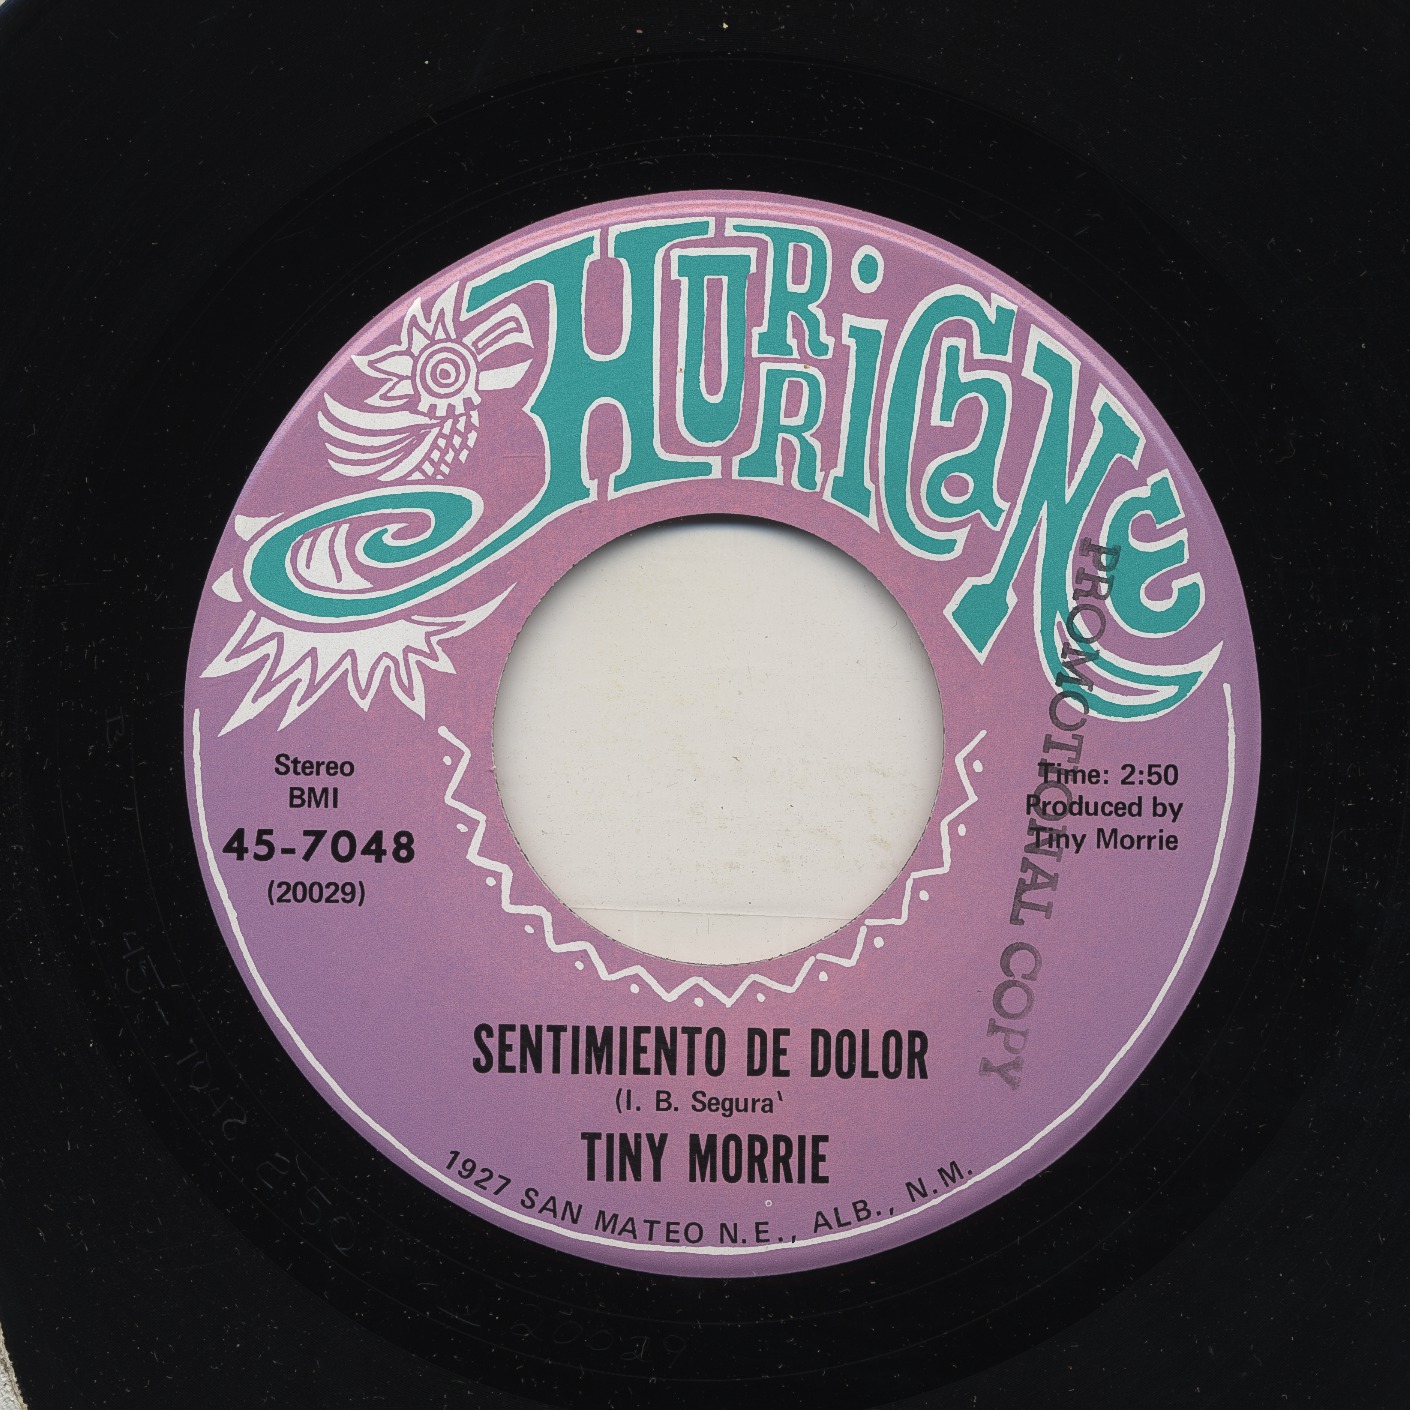 HURRICANE
Stereo
BMI
45-7048
(20029)
Time: 2:50
Produced by
Tiny Morrie
PROMOTIONAL COPY
SENTIMIENTO DE DOLOR
(I. B. Segura'
TINY MORRIE
1927 SAN MATEO N.E., ALB., N.M.
20029